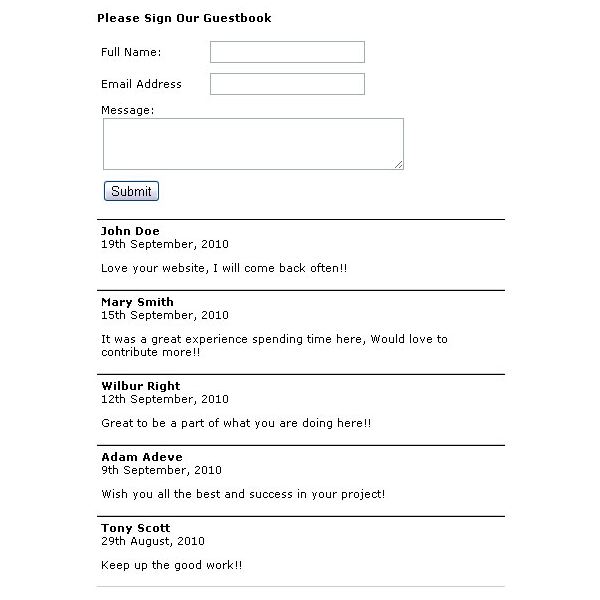 Please Sign Our Guestbook
Full Name:
Email Address
Message:
Submit
John Doe
19th September, 2010
Love your website, I will come back often!!
Mary Smith
15th September, 2010
It was a great experience spending time here, Would love to
contribute more!!
Wilbur Right
12th September, 2010
Great to be a part of what you are doing here!!
Adam Adeve
9th September, 2010
Wish you all the best and success in your project!
Tony Scott
29th August, 2010
Keep up the good work!!